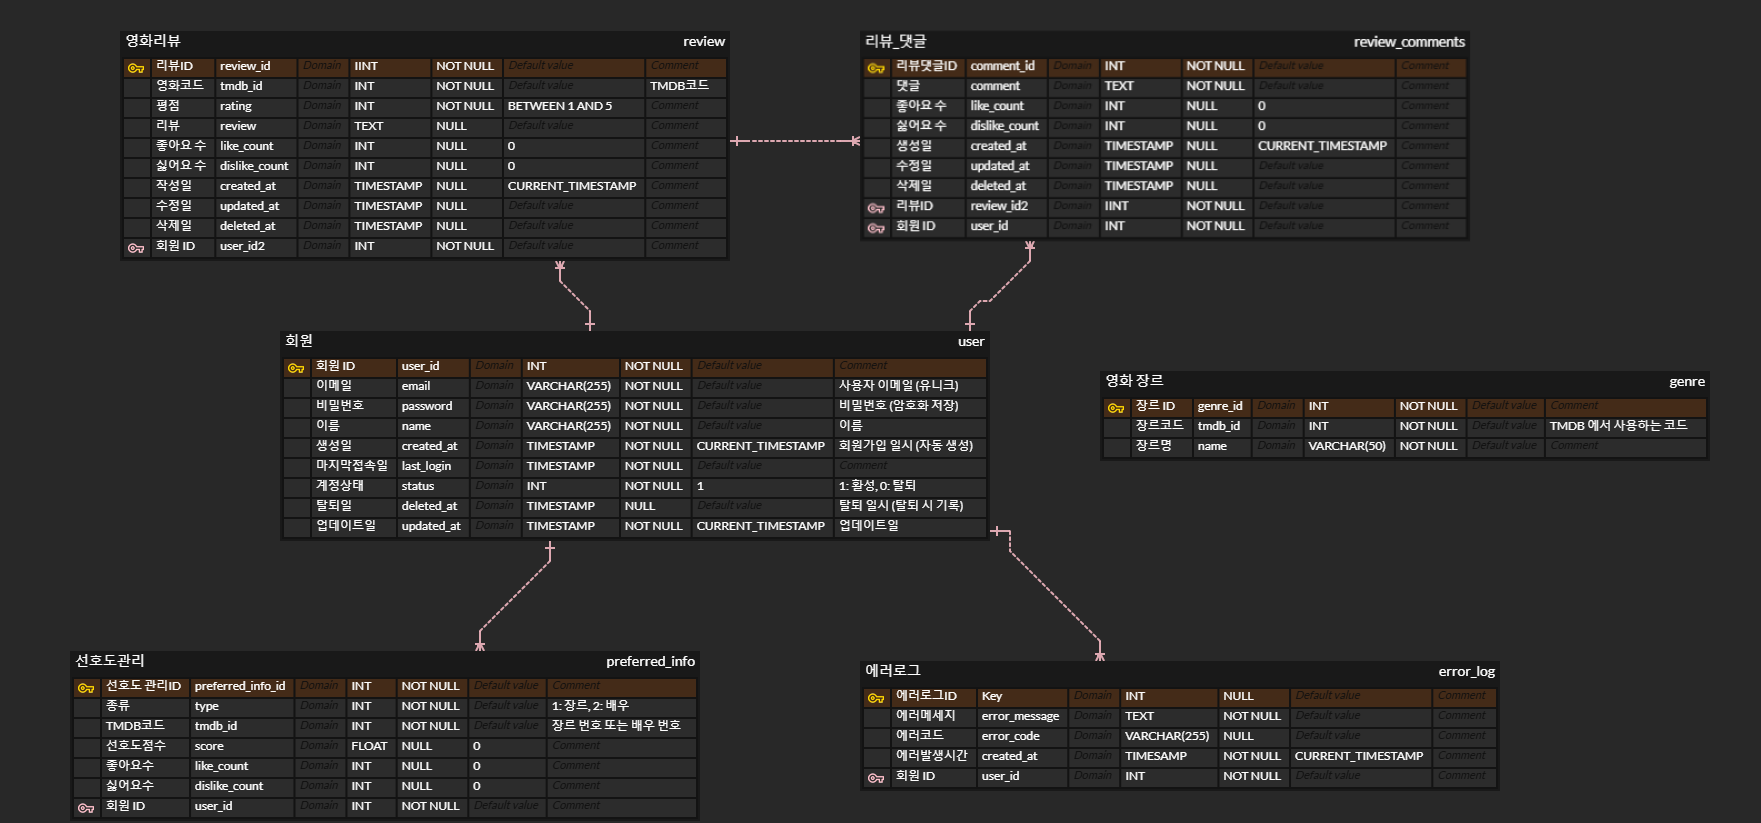 영화리뷰 review
리뷰ID review_id Domain IINT NOT NULL Default value Comment
영화코드 tmdb_id Domain INT NOT NULL Default value TMDB코드
평점 rating Domain INT NOT NULL BETWEEN 1 AND 5 Comment
리뷰 review Domain TEXT NULL Default value Comment
좋아요 수 like_count Domain INT NULL 0 Comment
싫어요 수 dislike_count Domain INT NULL 0 Comment
작성일 created_at Domain TIMESTAMP NULL CURRENT_TIMESTAMP Comment
수정일 updated_at Domain TIMESTAMP NULL Default value Comment
삭제일 deleted_at Domain TIMESTAMP NULL Default value Comment
회원 ID user_id2 Domain INT NOT NULL Default value Comment
리뷰_댓글 review_comments
리뷰댓글ID comment_id Domain INT NOT NULL Default value Comment
댓글 comment Domain TEXT NOT NULL Default value Comment
좋아요 수 like_count Domain INT NULL 0 Comment
싫어요 수 dislike_count Domain INT NULL 0 Comment
생성일 created_at Domain TIMESTAMP NULL CURRENT_TIMESTAMP Comment
수정일 updated_at Domain TIMESTAMP NULL Default value Comment
삭제일 deleted_at Domain TIMESTAMP NULL Default value Comment
리뷰ID review_id2 Domain IINT NOT NULL Default value Comment
회원 ID user_id Domain INT NOT NULL Default value Comment
회원 user
회원 ID user_id Domain INT NOT NULL Default value Comment
이메일 email Domain VARCHAR(255) NOT NULL Default value 사용자 이메일 (유니크)
비밀번호 password Domain VARCHAR(255) NOT NULL Default value 비밀번호 (암호화 저장)
이름 name Domain VARCHAR(255) NOT NULL Default value 이름
생성일 created_at Domain TIMESTAMP NOT NULL CURRENT_TIMESTAMP 회원가입 일시 (자동 생성)
마지막접속일 last_login Domain TIMESTAMP NOT NULL Default value Comment
계정상태 status Domain INT NOT NULL 1 1: 활성, 0: 탈퇴
탈퇴일 deleted_at Domain TIMESTAMP NULL Default value 탈퇴 일시 (탈퇴 시 기록)
업데이트일 updated_at Domain TIMESTAMP NOT NULL CURRENT_TIMESTAMP 업데이트일
영화 장르 genre
장르 ID genre_id Domain INT NOT NULL Default value Comment
장르코드 tmdb_id Domain INT NOT NULL Default value TMDB 에서 사용하는 코드
장르명 name Domain VARCHAR(50) NOT NULL Default value Comment
선호도관리 preferred_info
선호도 관리ID preferred_info_id Domain INT NOT NULL Default value Comment
종류 type Domain INT NOT NULL Default value 1: 장르, 2: 배우
TMDB코드 tmdb_id Domain INT NOT NULL Default value 장르 번호 또는 배우 번호
선호도점수 score Domain FLOAT NULL 0 Comment
좋아요수 like_count Domain INT NULL 0 Comment
싫어요수 dislike_count Domain INT NULL 0 Comment
회원 ID user_id Domain INT NOT NULL Default value Comment
에러로그 error_log
에러로그ID Key Domain INT NULL Default value Comment
에러메세지 error_message Domain TEXT NOT NULL Default value Comment
에러코드 error_code Domain VARCHAR(255) NULL Default value Comment
에러발생시간 created_at Domain TIMESAMP NOT NULL CURRENT_TIMESTAMP Comment
회원 ID user_id Domain INT NOT NULL Default value Comment